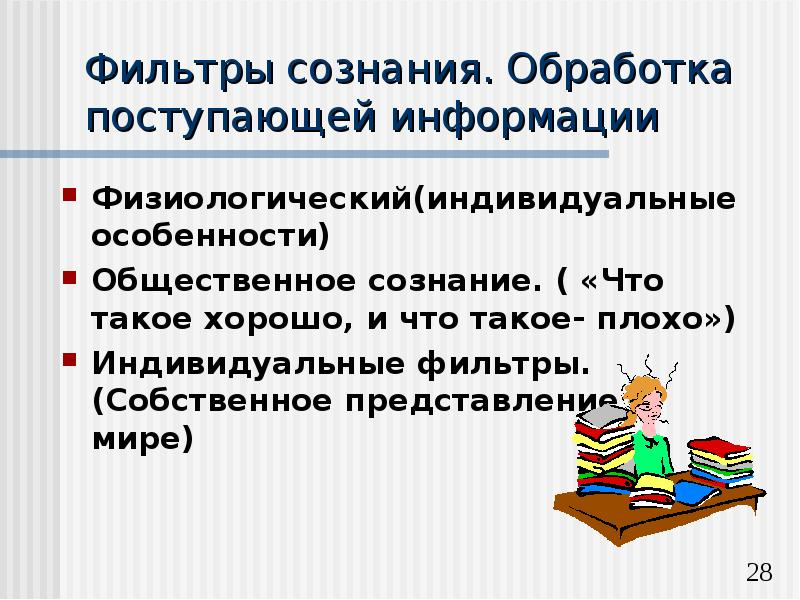 Фильтры сознания. Обработка
поступающей информации
Физиологический(индивидуальные
особенности)
Общественное сознание. ( «Что
такое хорошо, и что такое- плохо»)
Индивидуальные фильтры.
(Собственное представление
мире)
28